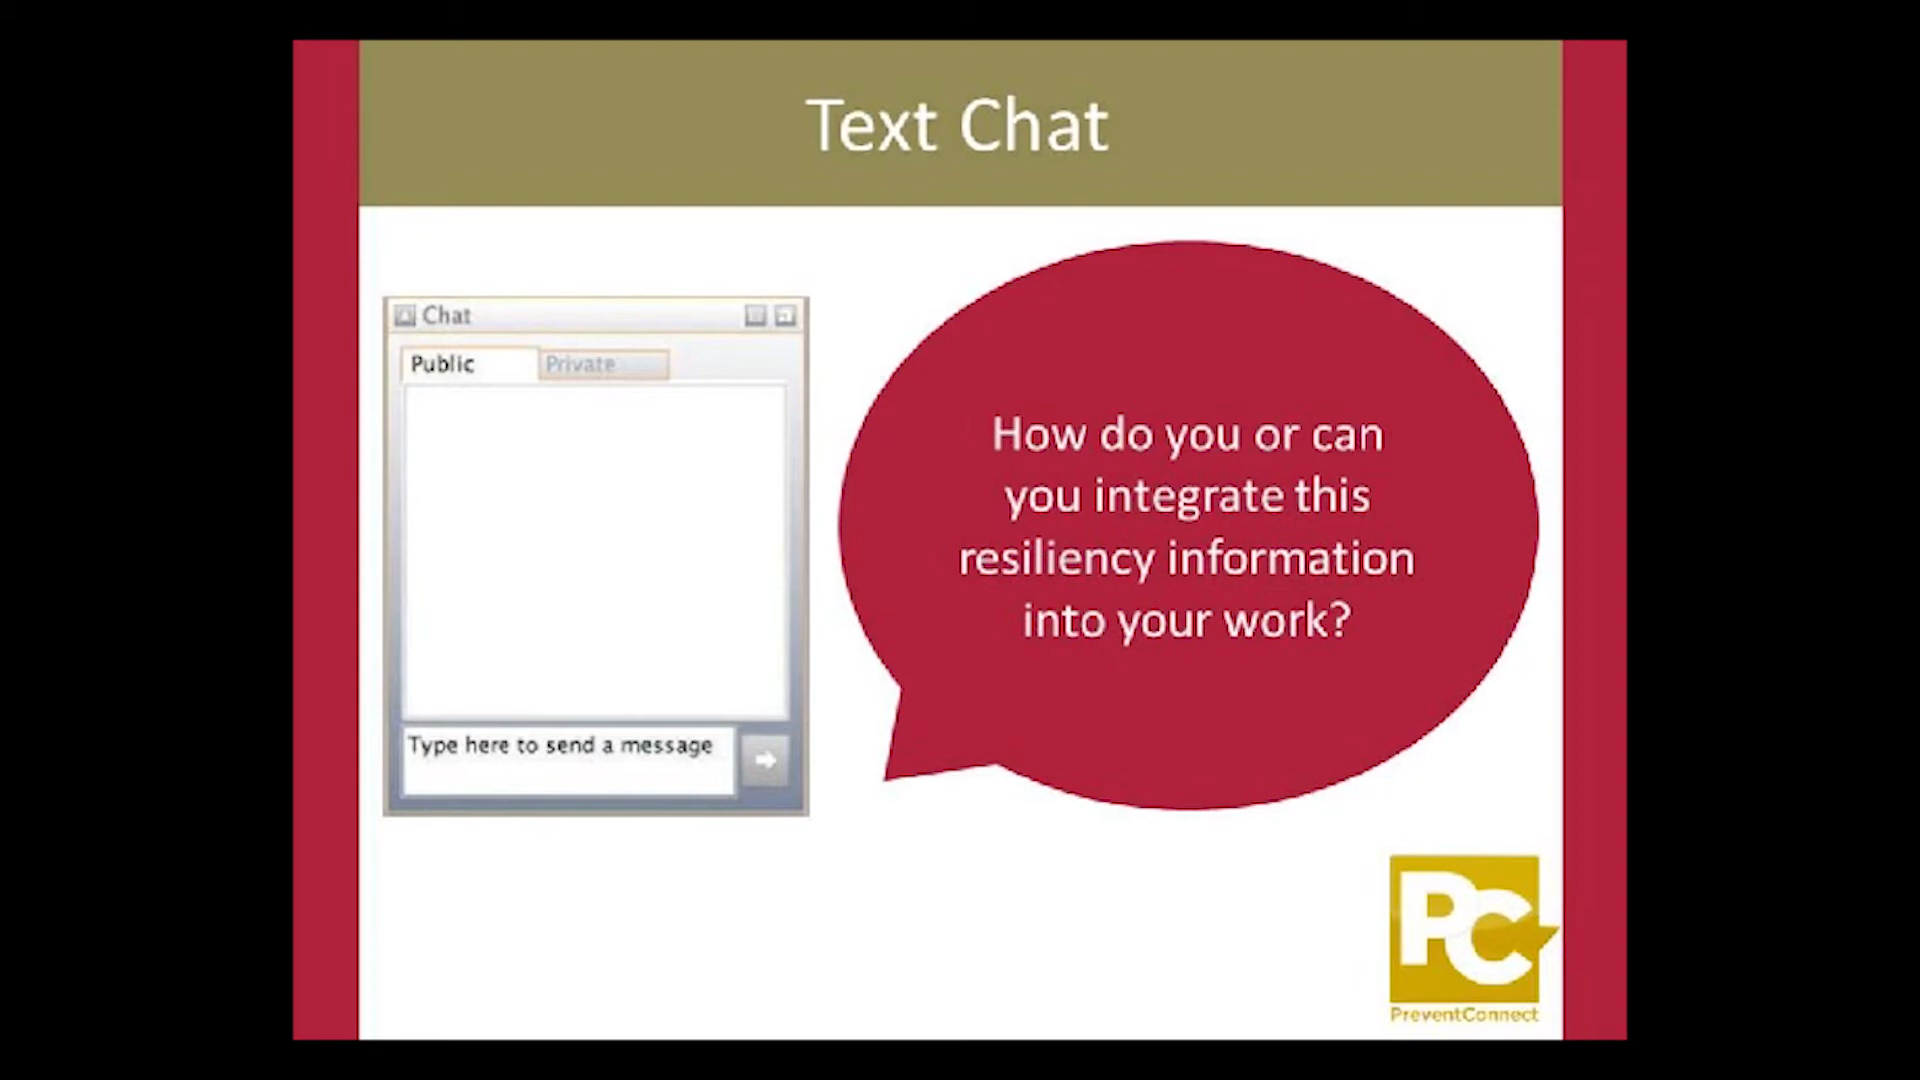 Text Chat
Chat
Public
Private
Type here to send a message
How do you or can
you integrate this
resiliency information
into your work?
PC
PreventConnect